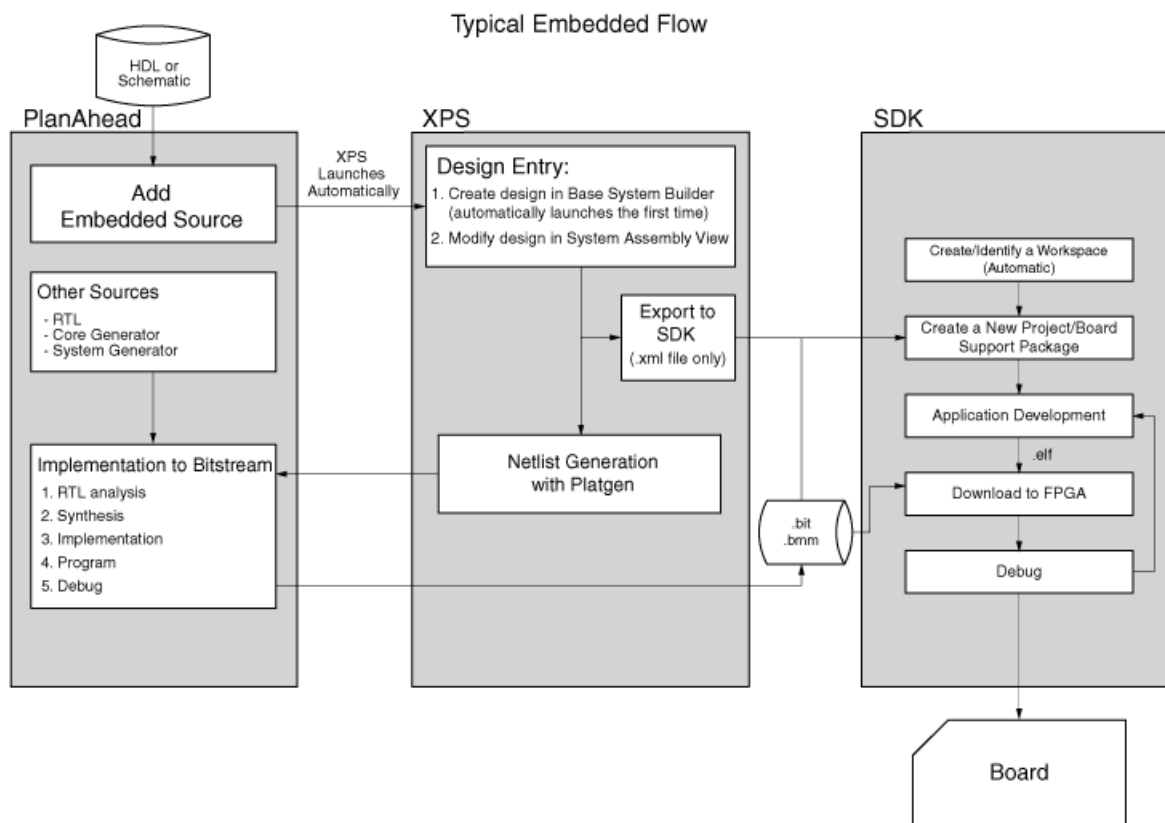 Typical Embedded Flow
HDL or
Schematic
PlanAhead
Add
Embedded Source
Other Sources
- RTL
- Core Generator
- System Generator
Implementation to Bitstream
1. RTL analysis
2. Synthesis
3. Implementation
4. Program
5. Debug
XPS
Launches
Automatically
XPS
Design Entry:
1. Create design in Base System Builder
(automatically launches the first time)
2. Modify design in System Assembly View
Export to
SDK
(.xml file only)
Netlist Generation
with Platgen
.bit
.bmm
SDK
Create/Identify a Workspace
(Automatic)
Create a New Project/Board
Support Package
Application Development
.elf
Download to FPGA
Debug
Board